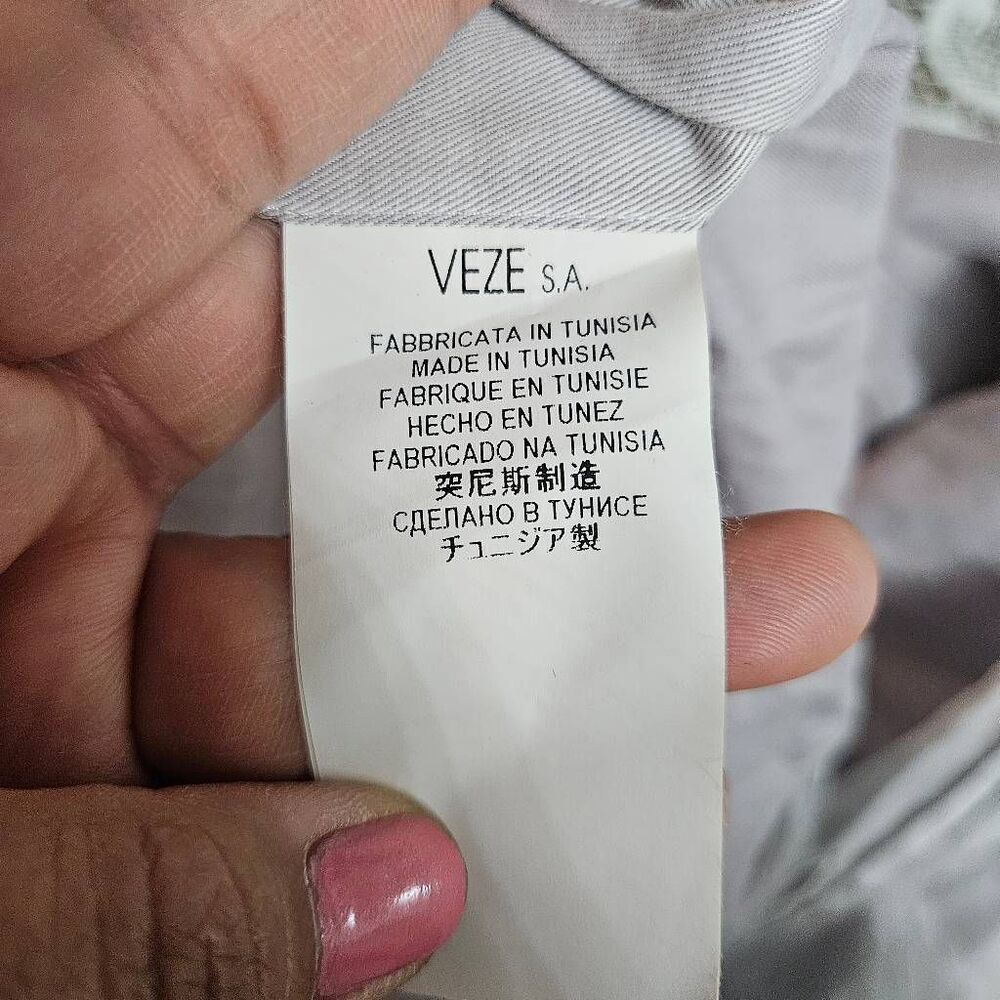 VEZE S.A.
FABBRICATA IN TUNISIA
MADE IN TUNISIA
FABRIQUE EN TUNISIE
HECHO EN TUNEZ
FABRICADO NA TUNISIA
突尼斯制造
СДЕЛАНО В ТУНИСЕ
チュニジア製